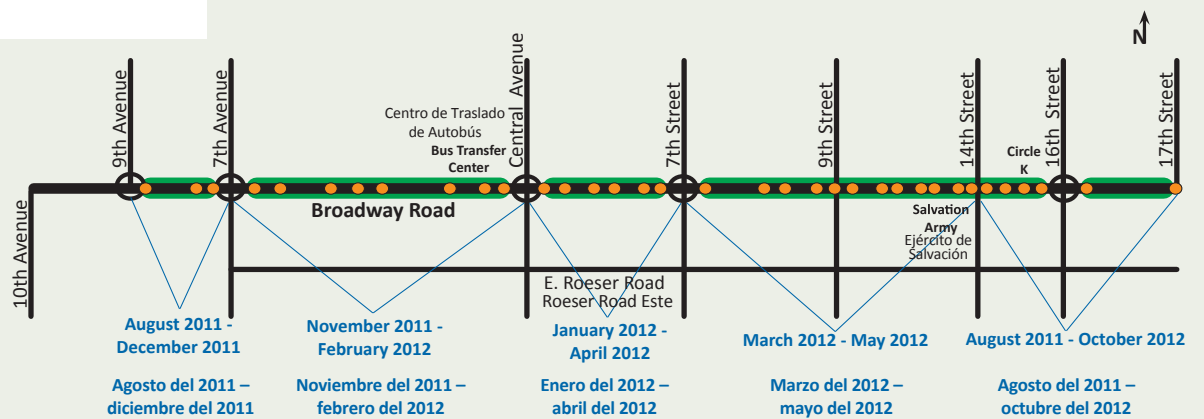 N
9th Avenue
7th Avenue
Central Avenue
7th Street
9th Street
14th Street
16th Street
17th Street
10th Avenue
Centro de Traslado
de Autobús
Bus Transfer
Center
Circle
K
Broadway Road
Salvation
Army
Ejército de
Salvación
E. Roeser Road
Roeser Road Este
August 2011 -
December 2011
November 2011 -
February 2012
January 2012 -
April 2012
March 2012 - May 2012
August 2011 - October 2012
Agosto del 2011 –
diciembre del 2011
Noviembre del 2011 –
febrero del 2012
Enero del 2012 –
abril del 2012
Marzo del 2012 –
mayo del 2012
Agosto del 2011 –
octubre del 2012